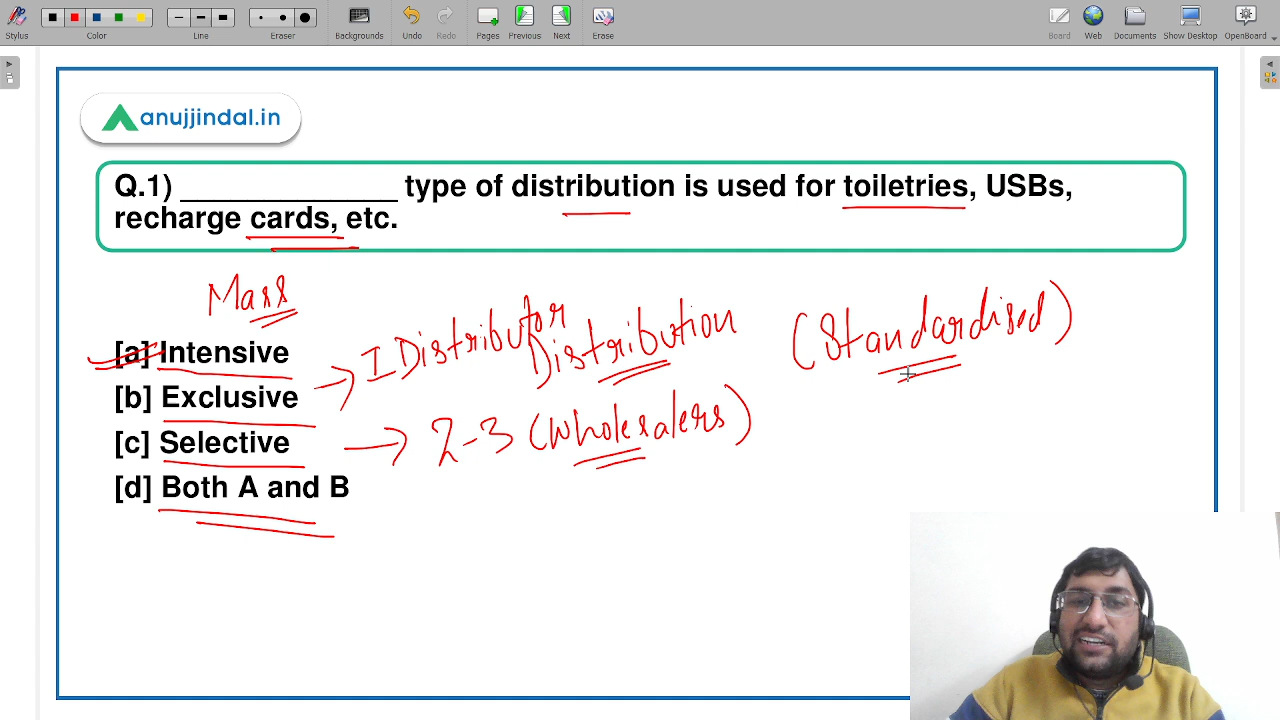 Stylus
Color
Line
Eraser
Backgrounds
Undo
Redo
Pages
Previous
Next
Erase
Board
Web
Documents
Show Desktop
OpenBoard
anujjindal.in
Q.1) _____________ type of distribution is used for toiletries, USBs,
recharge cards, etc.
Mass
[a] Intensive
I Distributor
Distribution
(Standardised)
[b] Exclusive
[c] Selective
2-3 (Wholesalers)
[d] Both A and B